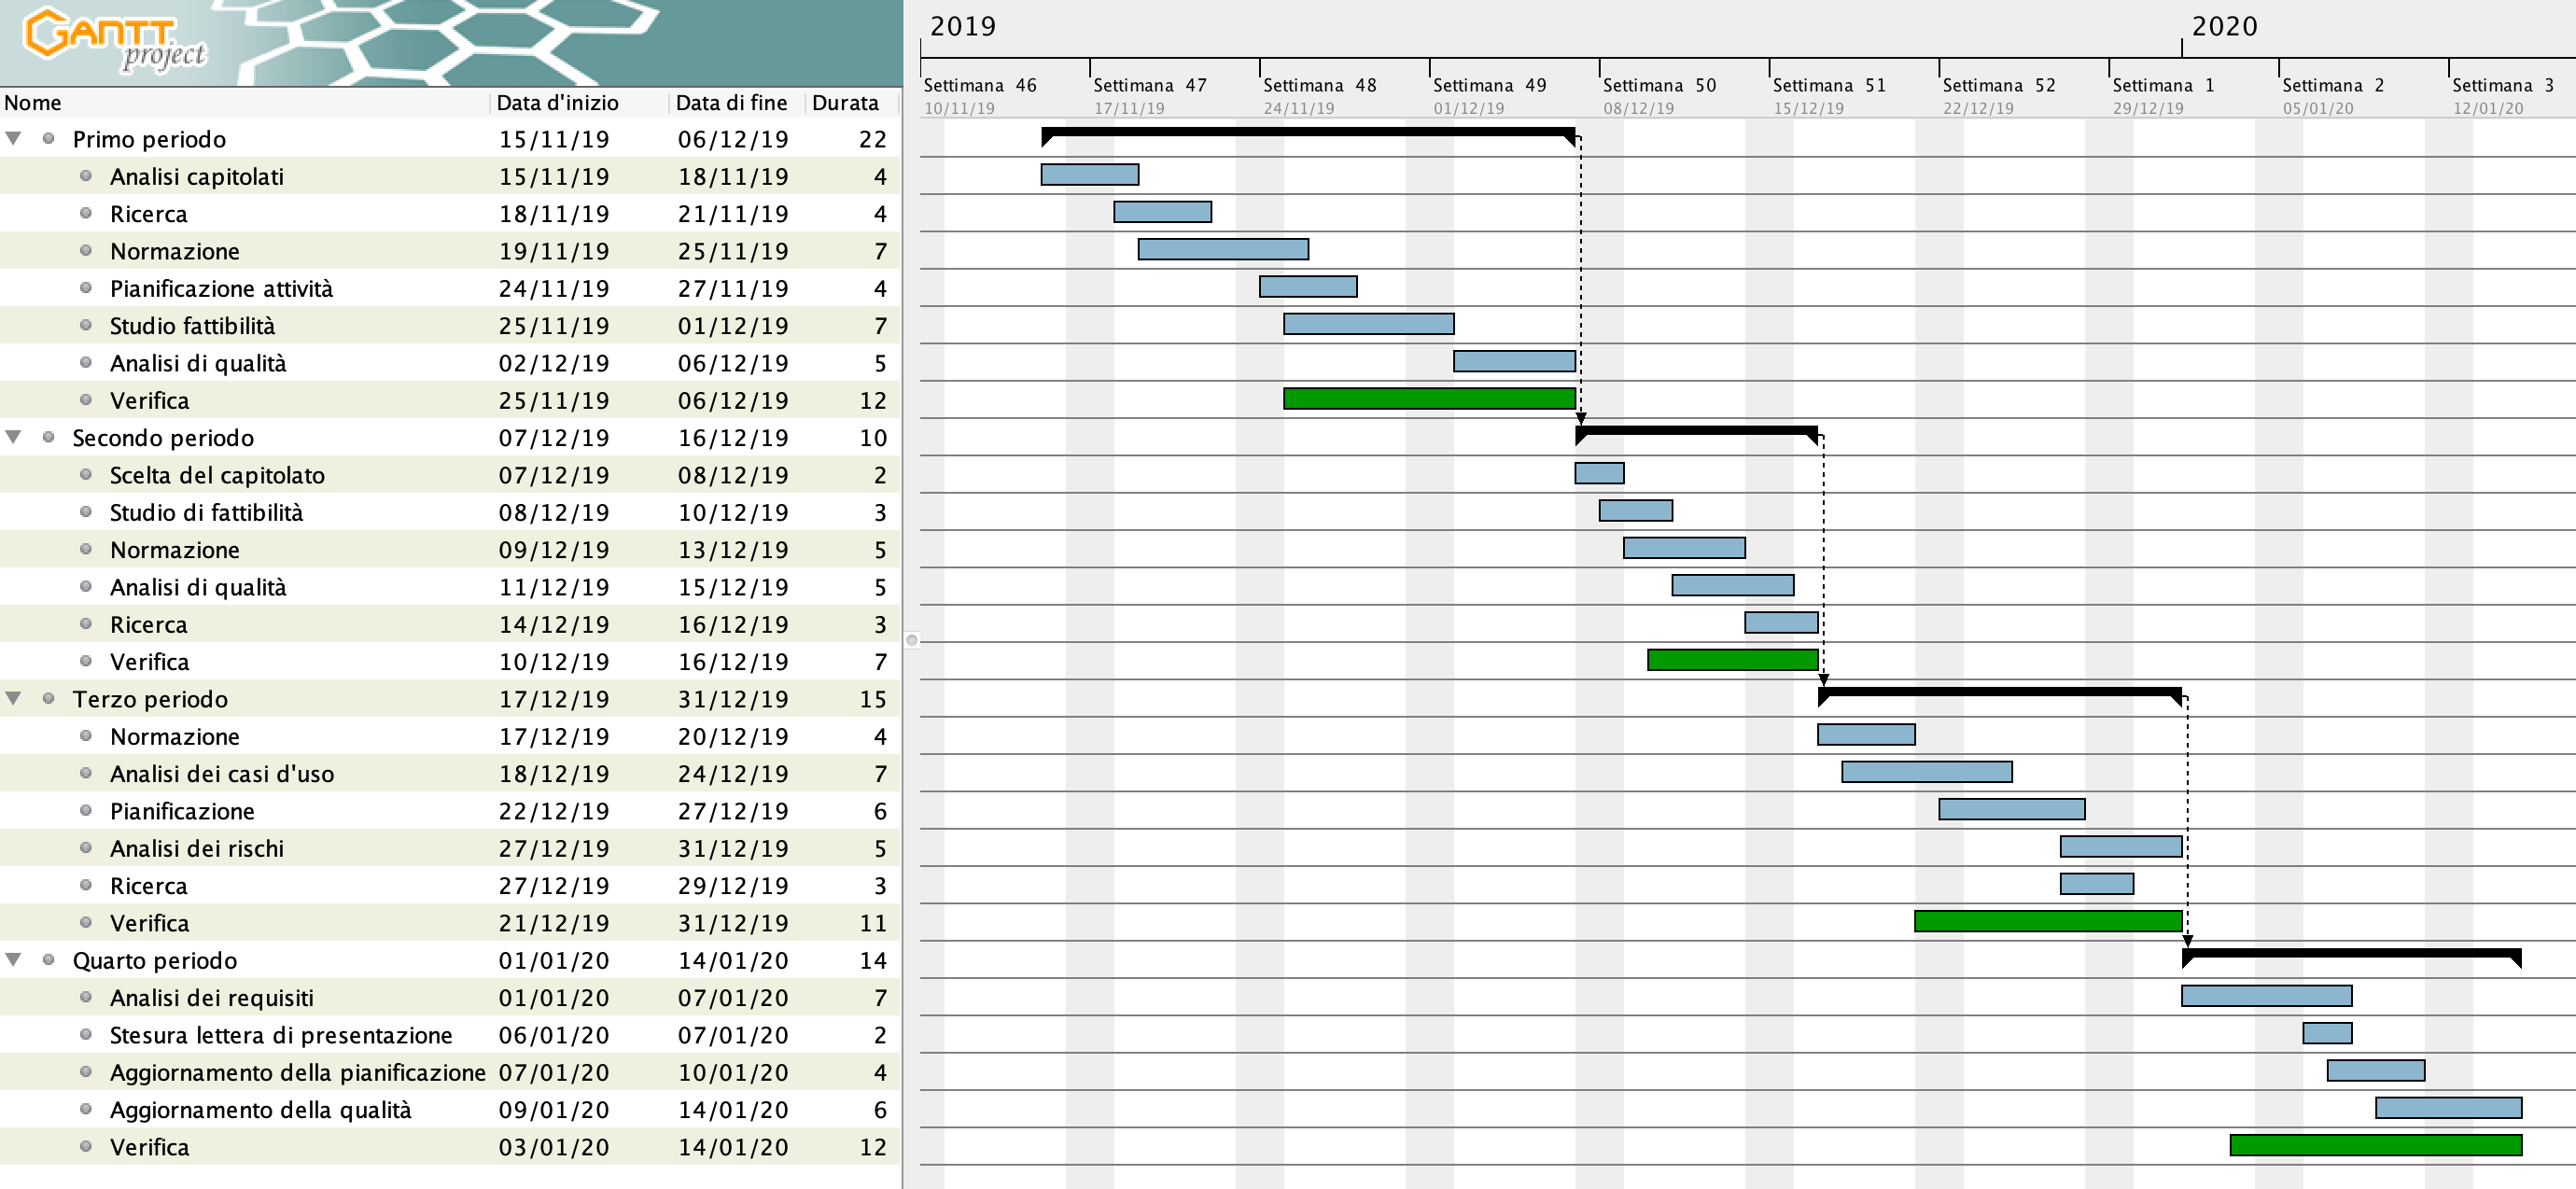 GANTT
project
2019
2020
Settimana 46 Settimana 47 Settimana 48 Settimana 49 Settimana 50 Settimana 51 Settimana 52 Settimana 1 Settimana 2 Settimana 3
10/11/19 17/11/19 24/11/19 01/12/19 08/12/19 15/12/19 22/12/19 29/12/19 05/01/20 12/01/20
Nome Data d'inizio Data di fine Durata
Primo periodo 15/11/19 06/12/19 22
Analisi capitolati 15/11/19 18/11/19 4
Ricerca 18/11/19 21/11/19 4
Normazione 19/11/19 25/11/19 7
Pianificazione attività 24/11/19 27/11/19 4
Studio fattibilità 25/11/19 01/12/19 7
Analisi di qualità 02/12/19 06/12/19 5
Verifica 25/11/19 06/12/19 12
Secondo periodo 07/12/19 16/12/19 10
Scelta del capitolato 07/12/19 08/12/19 2
Studio di fattibilità 08/12/19 10/12/19 3
Normazione 09/12/19 13/12/19 5
Analisi di qualità 11/12/19 15/12/19 5
Ricerca 14/12/19 16/12/19 3
Verifica 10/12/19 16/12/19 7
Terzo periodo 17/12/19 31/12/19 15
Normazione 17/12/19 20/12/19 4
Analisi dei casi d'uso 18/12/19 24/12/19 7
Pianificazione 22/12/19 27/12/19 6
Analisi dei rischi 27/12/19 31/12/19 5
Ricerca 27/12/19 29/12/19 3
Verifica 21/12/19 31/12/19 11
Quarto periodo 01/01/20 14/01/20 14
Analisi dei requisiti 01/01/20 07/01/20 7
Stesura lettera di presentazione 06/01/20 07/01/20 2
Aggiornamento della pianificazione 07/01/20 10/01/20 4
Aggiornamento della qualità 09/01/20 14/01/20 6
Verifica 03/01/20 14/01/20 12